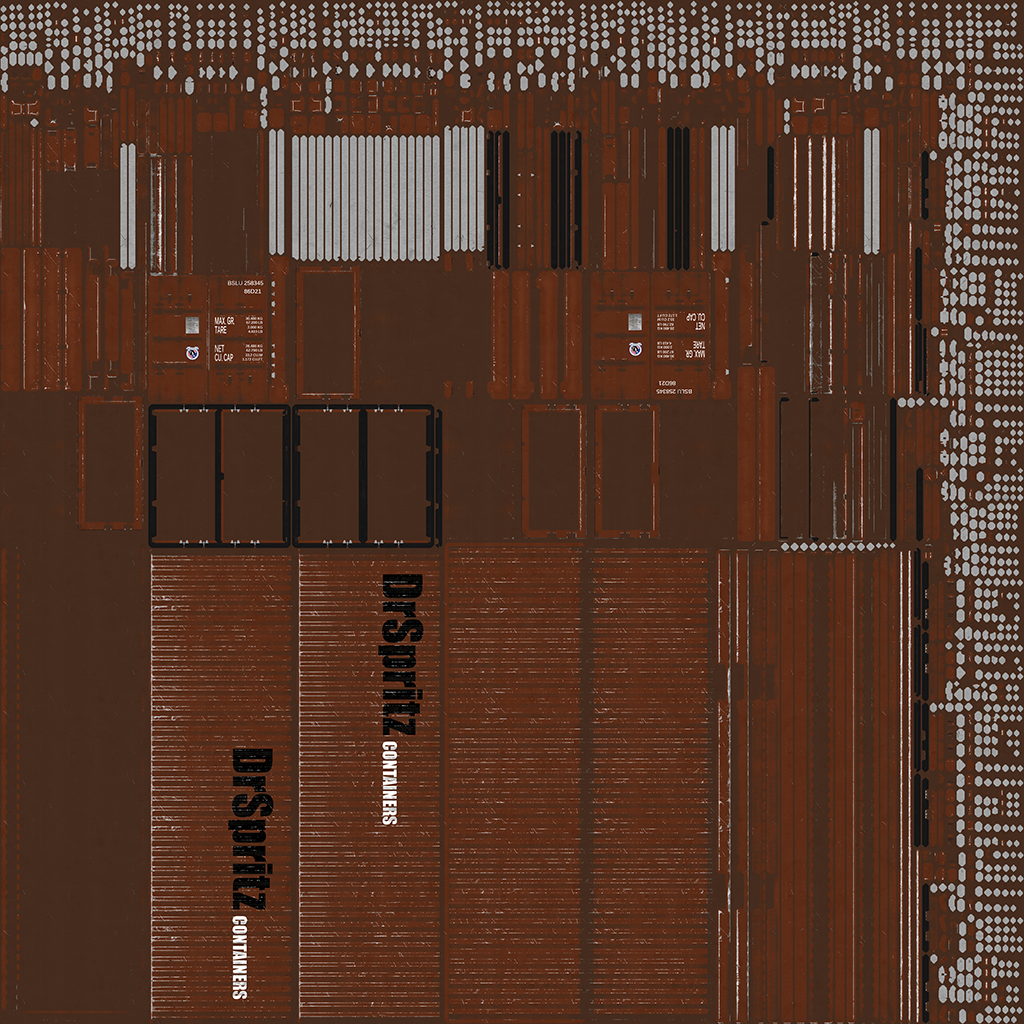 BSLU 258345
86D21
MAX. GR.
TARE
NET
CU. CAP
CU. CAP
NET
TARE
MAX. GR.
86D21
BSLU 258345
DrSpritz
CONTAINERS
DrSpritz
CONTAINERS